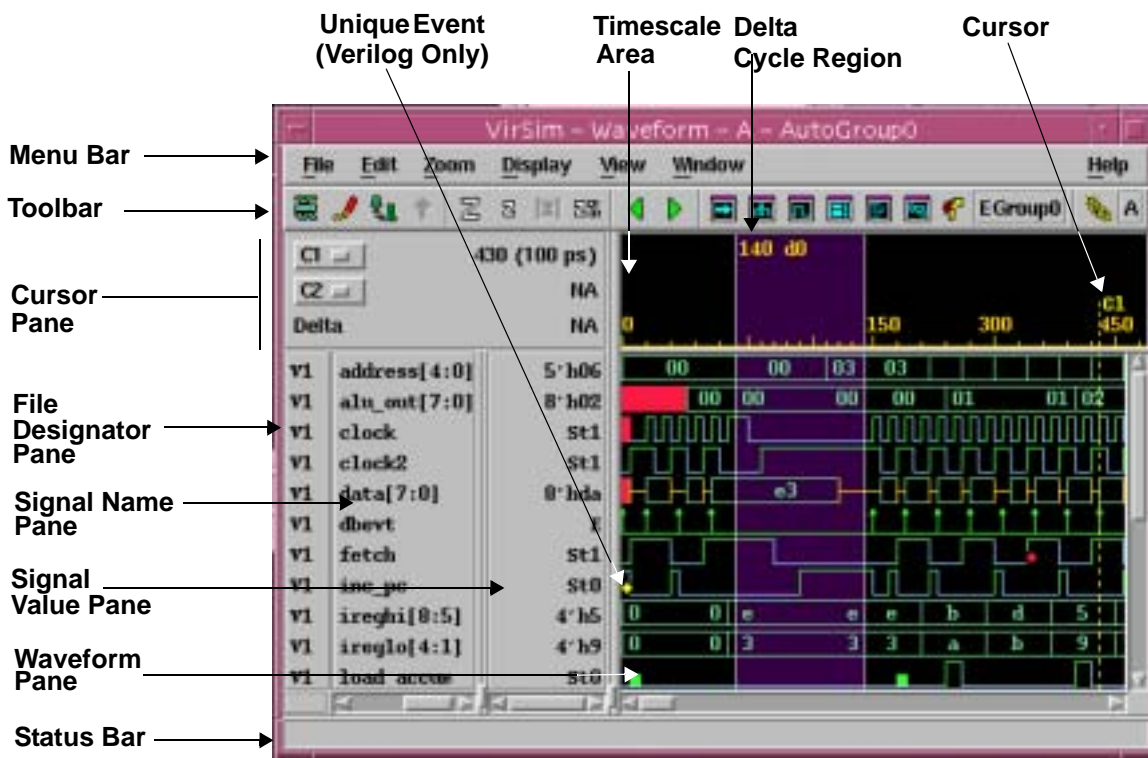 Unique Event
(Verilog Only)
Timescale
Area
Delta
Cycle Region
Cursor
VirSim - Waveform - A - AutoGroup0
Menu Bar
File Edit Zoom Display View Window Help
Toolbar
EGroup0 A
Cursor
Pane
C1 430 (100 ps)
C2 NA
Delta NA
140 d0
C1
0 150 300 450
File
Designator
Pane
Signal Name
Pane
Signal
Value Pane
Waveform
Pane
v1 address[4:0] 5'h06 00 00 03 03
v1 alu_out[7:0] 8'h02 00 00 00 00 01 01 02
v1 clock St1
v1 clock2 St1
v1 data[7:0] 8'hda e3
v1 dbevt E
v1 fetch St1
v1 inc_pc St0
v1 ireghi[8:5] 4'h5 0 0 e e e b d 5
v1 ireglo[4:1] 4'h9 0 0 3 3 3 a b 9
v1 load St0
Status Bar